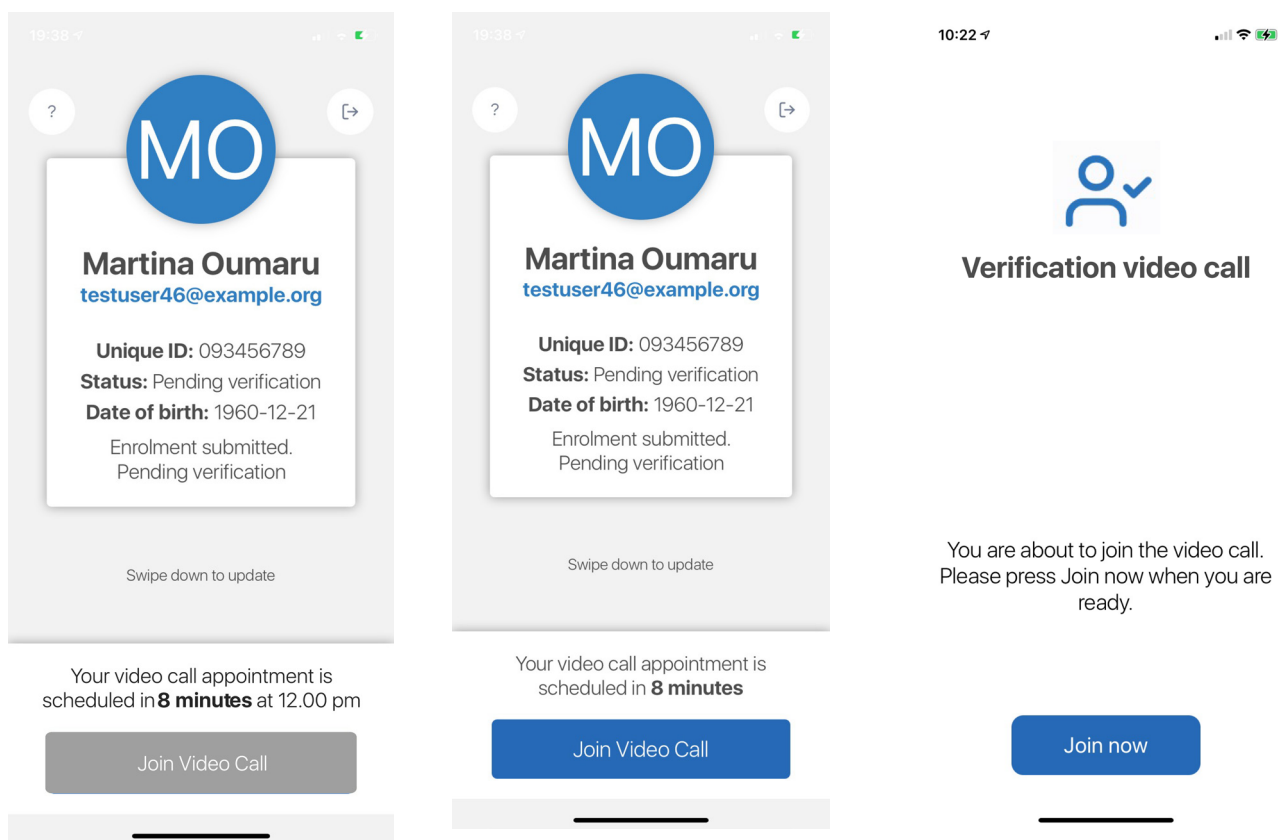 19:38
?
MO
Martina Oumaru
testuser46@example.org
Unique ID: 093456789
Status: Pending verification
Date of birth: 1960-12-21
Enrolment submitted.
Pending verification
Swipe down to update
Your video call appointment is
scheduled in 8 minutes at 12.00 pm
Join Video Call
19:38
?
MO
Martina Oumaru
testuser46@example.org
Unique ID: 093456789
Status: Pending verification
Date of birth: 1960-12-21
Enrolment submitted.
Pending verification
Swipe down to update
Your video call appointment is
scheduled in 8 minutes
Join Video Call
10:22
Verification video call
You are about to join the video call.
Please press Join now when you are
ready.
Join now